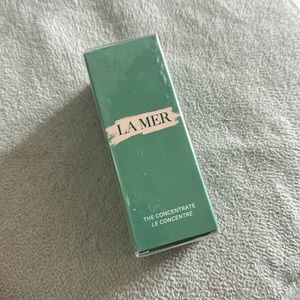 LA MER
THE CONCENTRATE
LE CONCENTRÉ